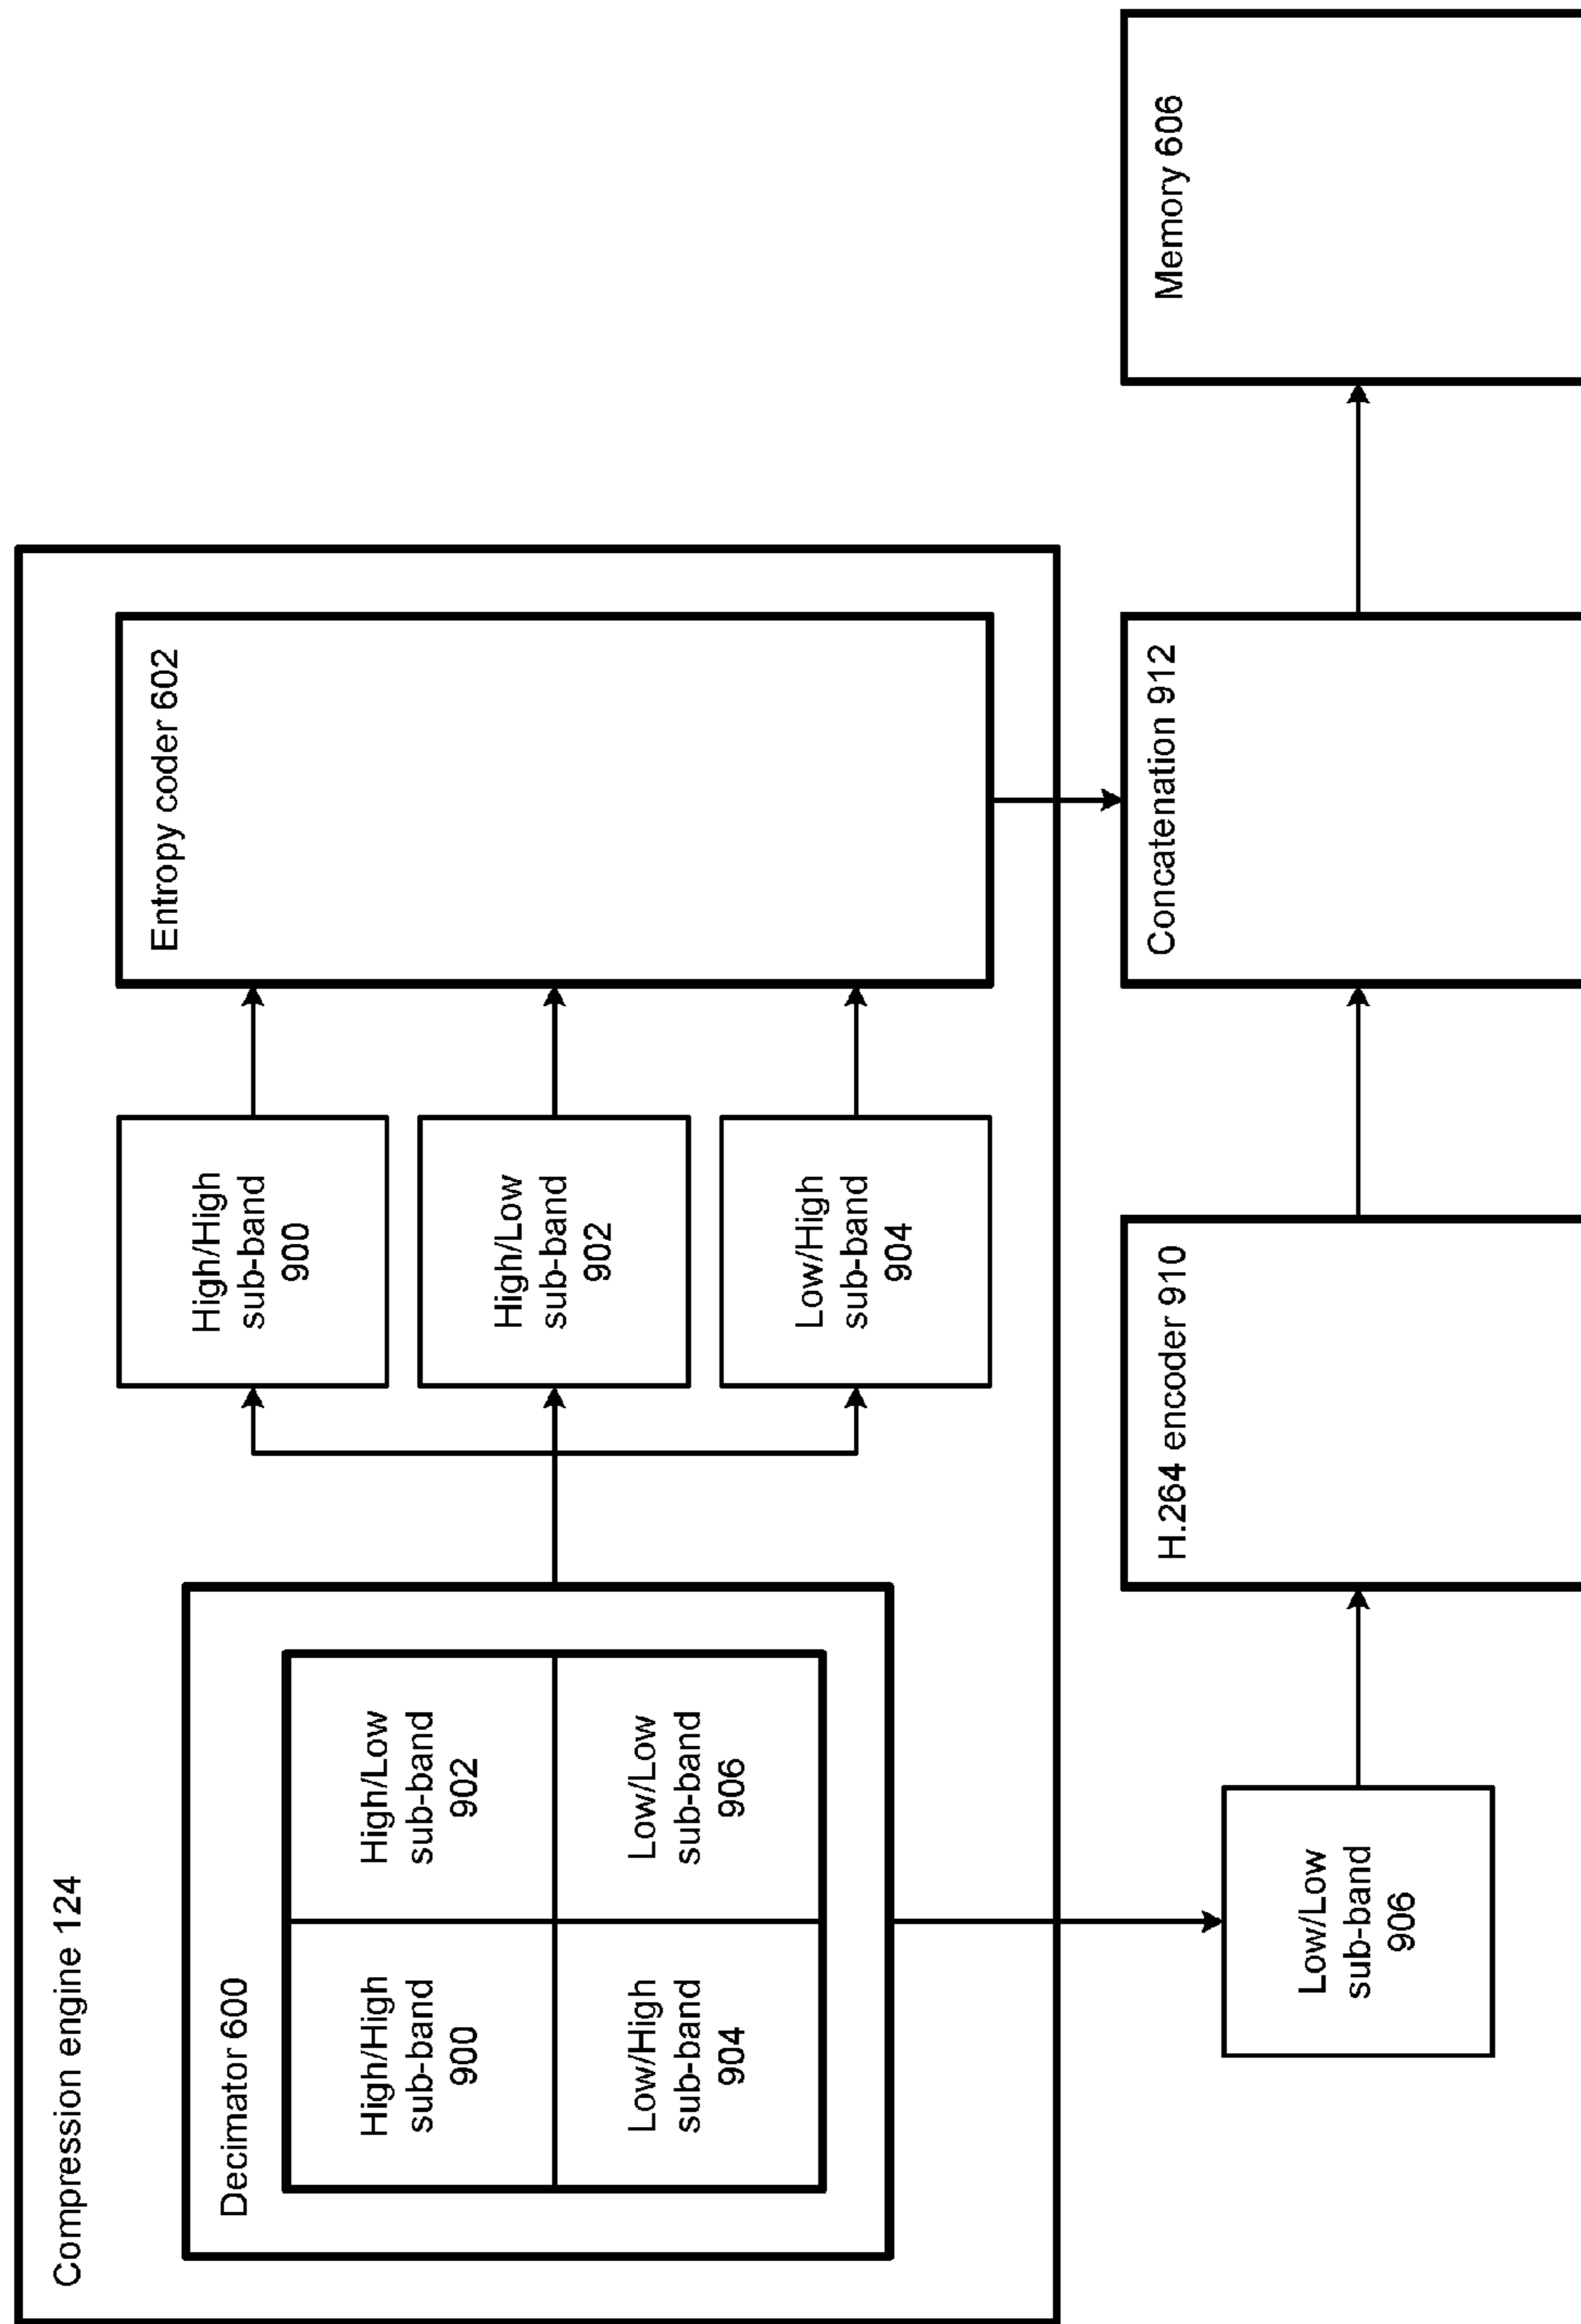 Compression engine 124
Decimator 600
High/High
sub-band
900
High/Low
sub-band
902
Low/High
sub-band
904
Low/Low
sub-band
906
High/High
sub-band
900
High/Low
sub-band
902
Low/High
sub-band
904
Entropy coder 602
Low/Low
sub-band
906
H.264 encoder 910
Concatenation 912
Memory 606